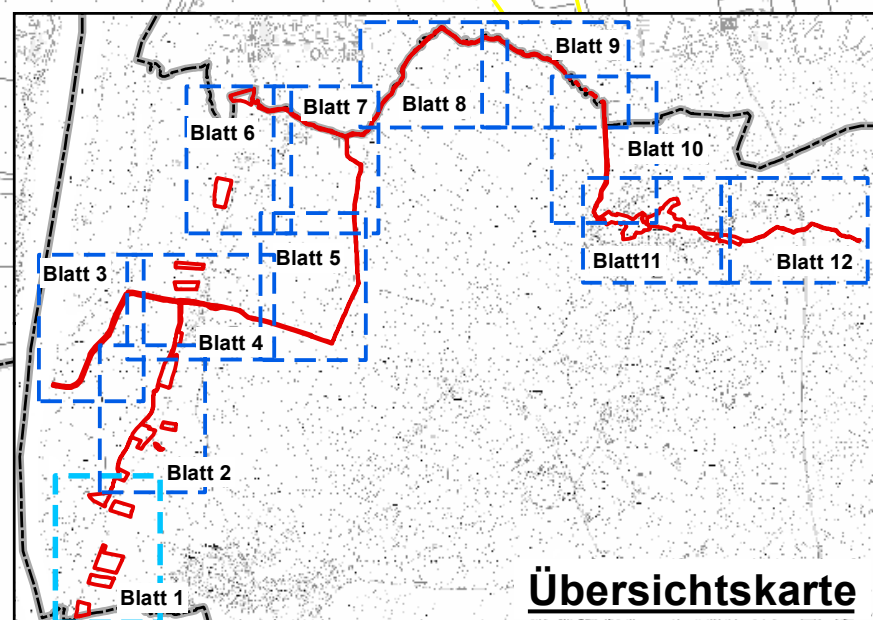 Blatt 9
Blatt 8
Blatt 7
Blatt 6
Blatt 10
Blatt 5
Blatt 3
Blatt11
Blatt 12
Blatt 4
Blatt 2
Blatt 1
Übersichtskarte